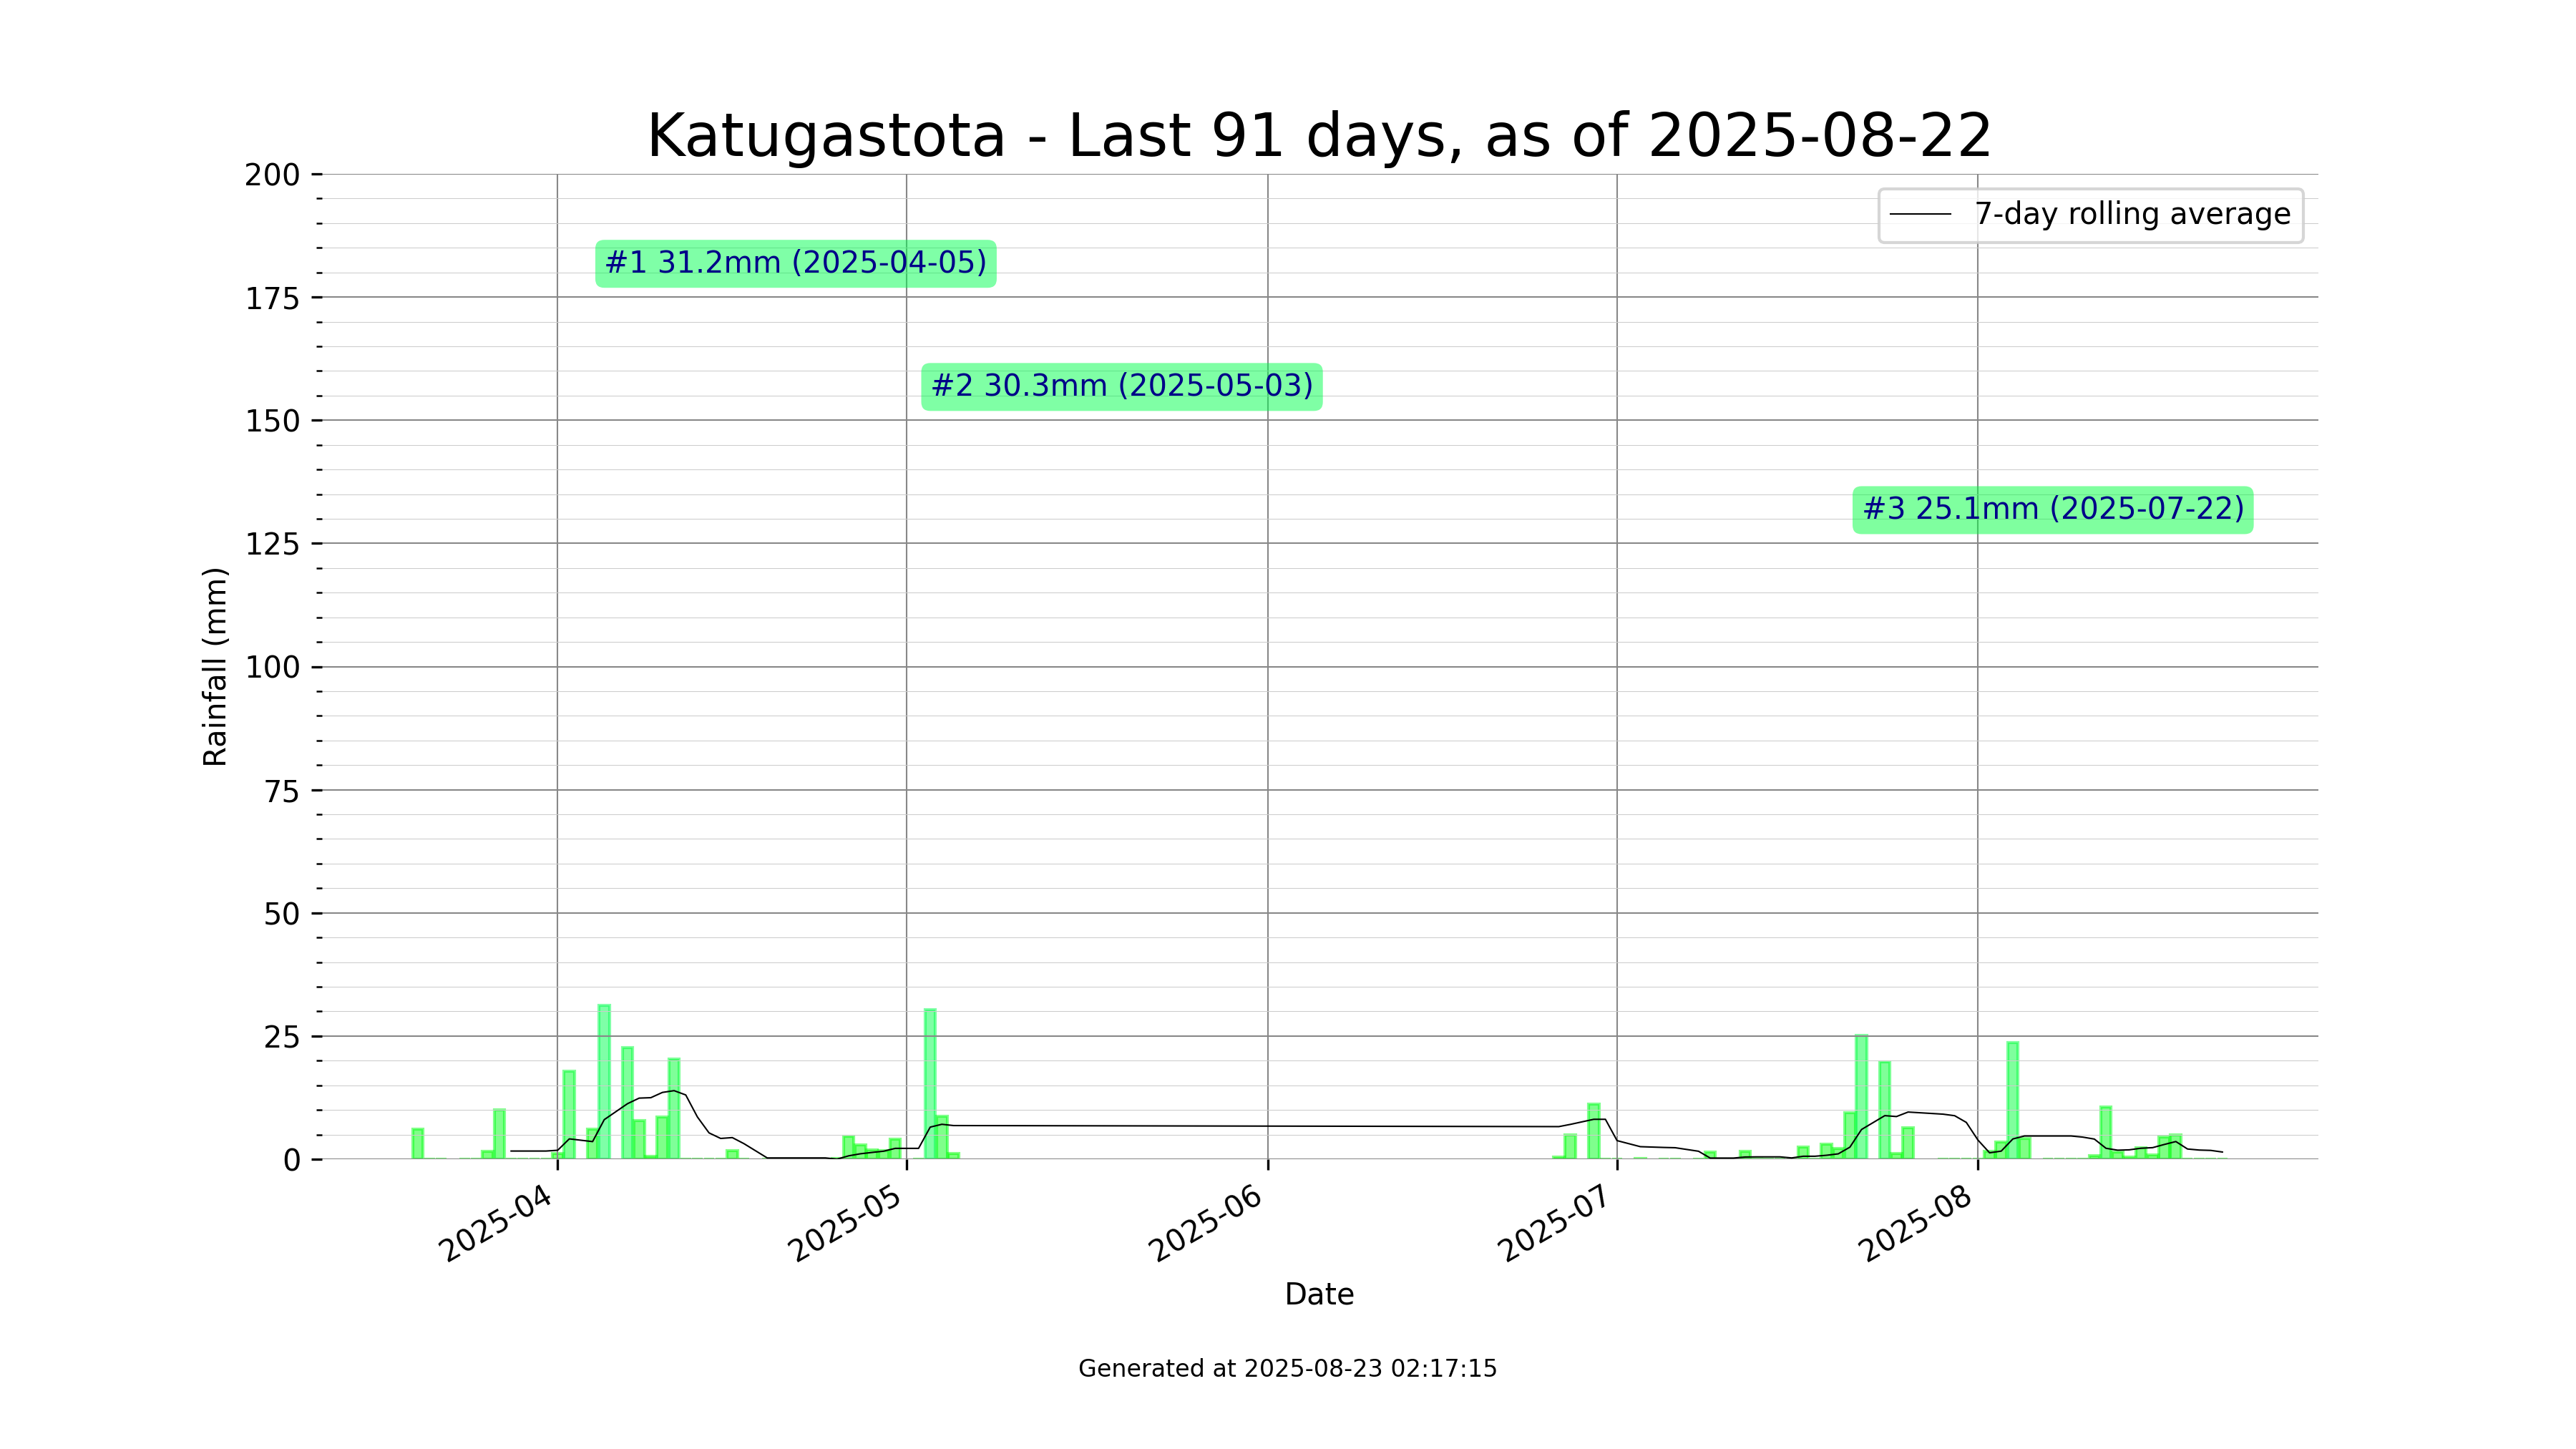 Katugastota - Last 91 days, as of 2025-08-22
7-day rolling average
#1 31.2mm (2025-04-05)
#2 30.3mm (2025-05-03)
#3 25.1mm (2025-07-22)
Rainfall (mm)
200
175
150
125
100
75
50
25
0
2025-04
2025-05
2025-06
2025-07
2025-08
Date
Generated at 2025-08-23 02:17:15